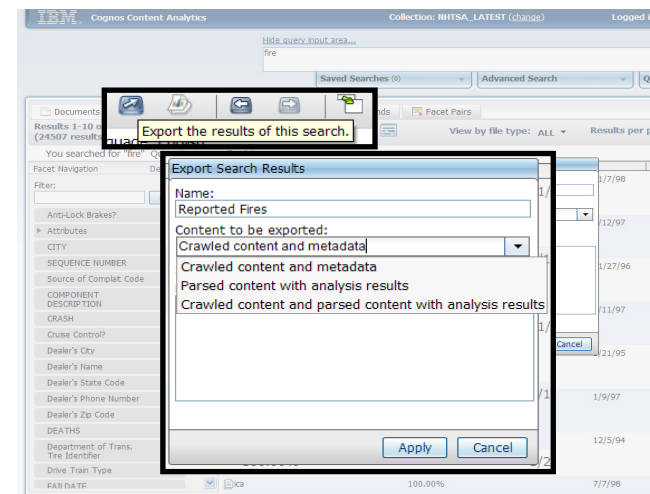 IBM. Cognos Content Analytics
Collection: NHTSA_LATEST (change)
Logged i
Hide query input area...
fire
Saved Searches (0)
Advanced Search
Q
Documents
nds
Facet Pairs
Results 1-10 o
(24507 results
Export the results of this search.
View by file type: ALL
Results per p
You searched for "fire"
Facet Navigation
De
Filter:
Anti-Lock Brakes?
Attributes
CITY
SEQUENCE NUMBER
Source of Complait Code
COMPONENT
DESCRIPTION
CRASH
Cruise Control?
Dealer's City
Dealer's Name
Dealer's State Code
Dealer's Phone Number
Dealer's Zip Code
DEATHS
Department of Trans.
Tire Identifier
Drive Train Type
FAILDATE
Export Search Results
Name:
Reported Fires
Content to be exported:
Crawled content and metadata
Crawled content and metadata
Parsed content with analysis results
Crawled content and parsed content with analysis results
Apply
Cancel
Cancel
1/7/98
/12/97
1/27/96
/11/97
/21/95
1/9/97
12/5/94
ca
100.00%
7/7/98